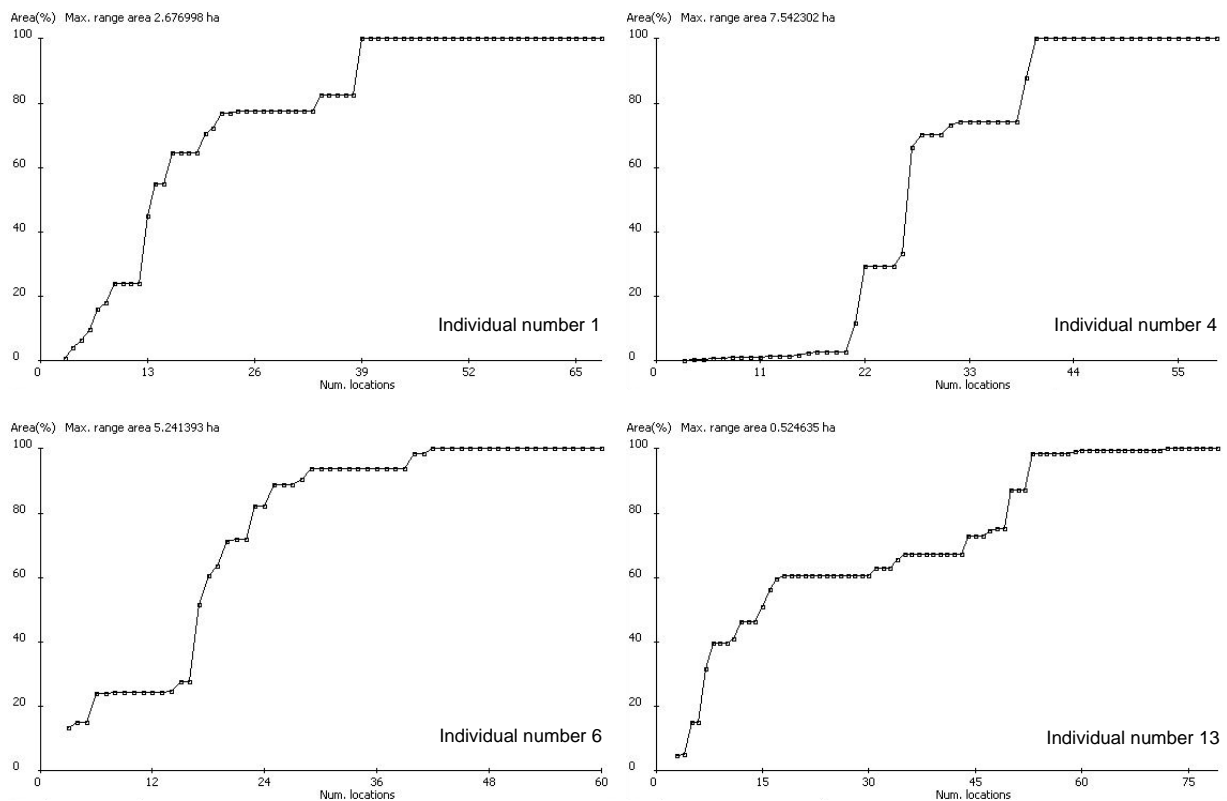 Area(%) Max. range area 2.676998 ha
100
80
60
40
20
0
Individual number 1
0 13 26 39 52 65
Num. locations
Area(%) Max. range area 7.542302 ha
100
80
60
40
20
0
Individual number 4
0 11 22 33 44 55
Num. locations
Area(%) Max. range area 5.241393 ha
100
80
60
40
20
0
Individual number 6
0 12 24 36 48 60
Num. locations
Area(%) Max. range area 0.524635 ha
100
80
60
40
20
0
Individual number 13
0 15 30 45 60 75
Num. locations